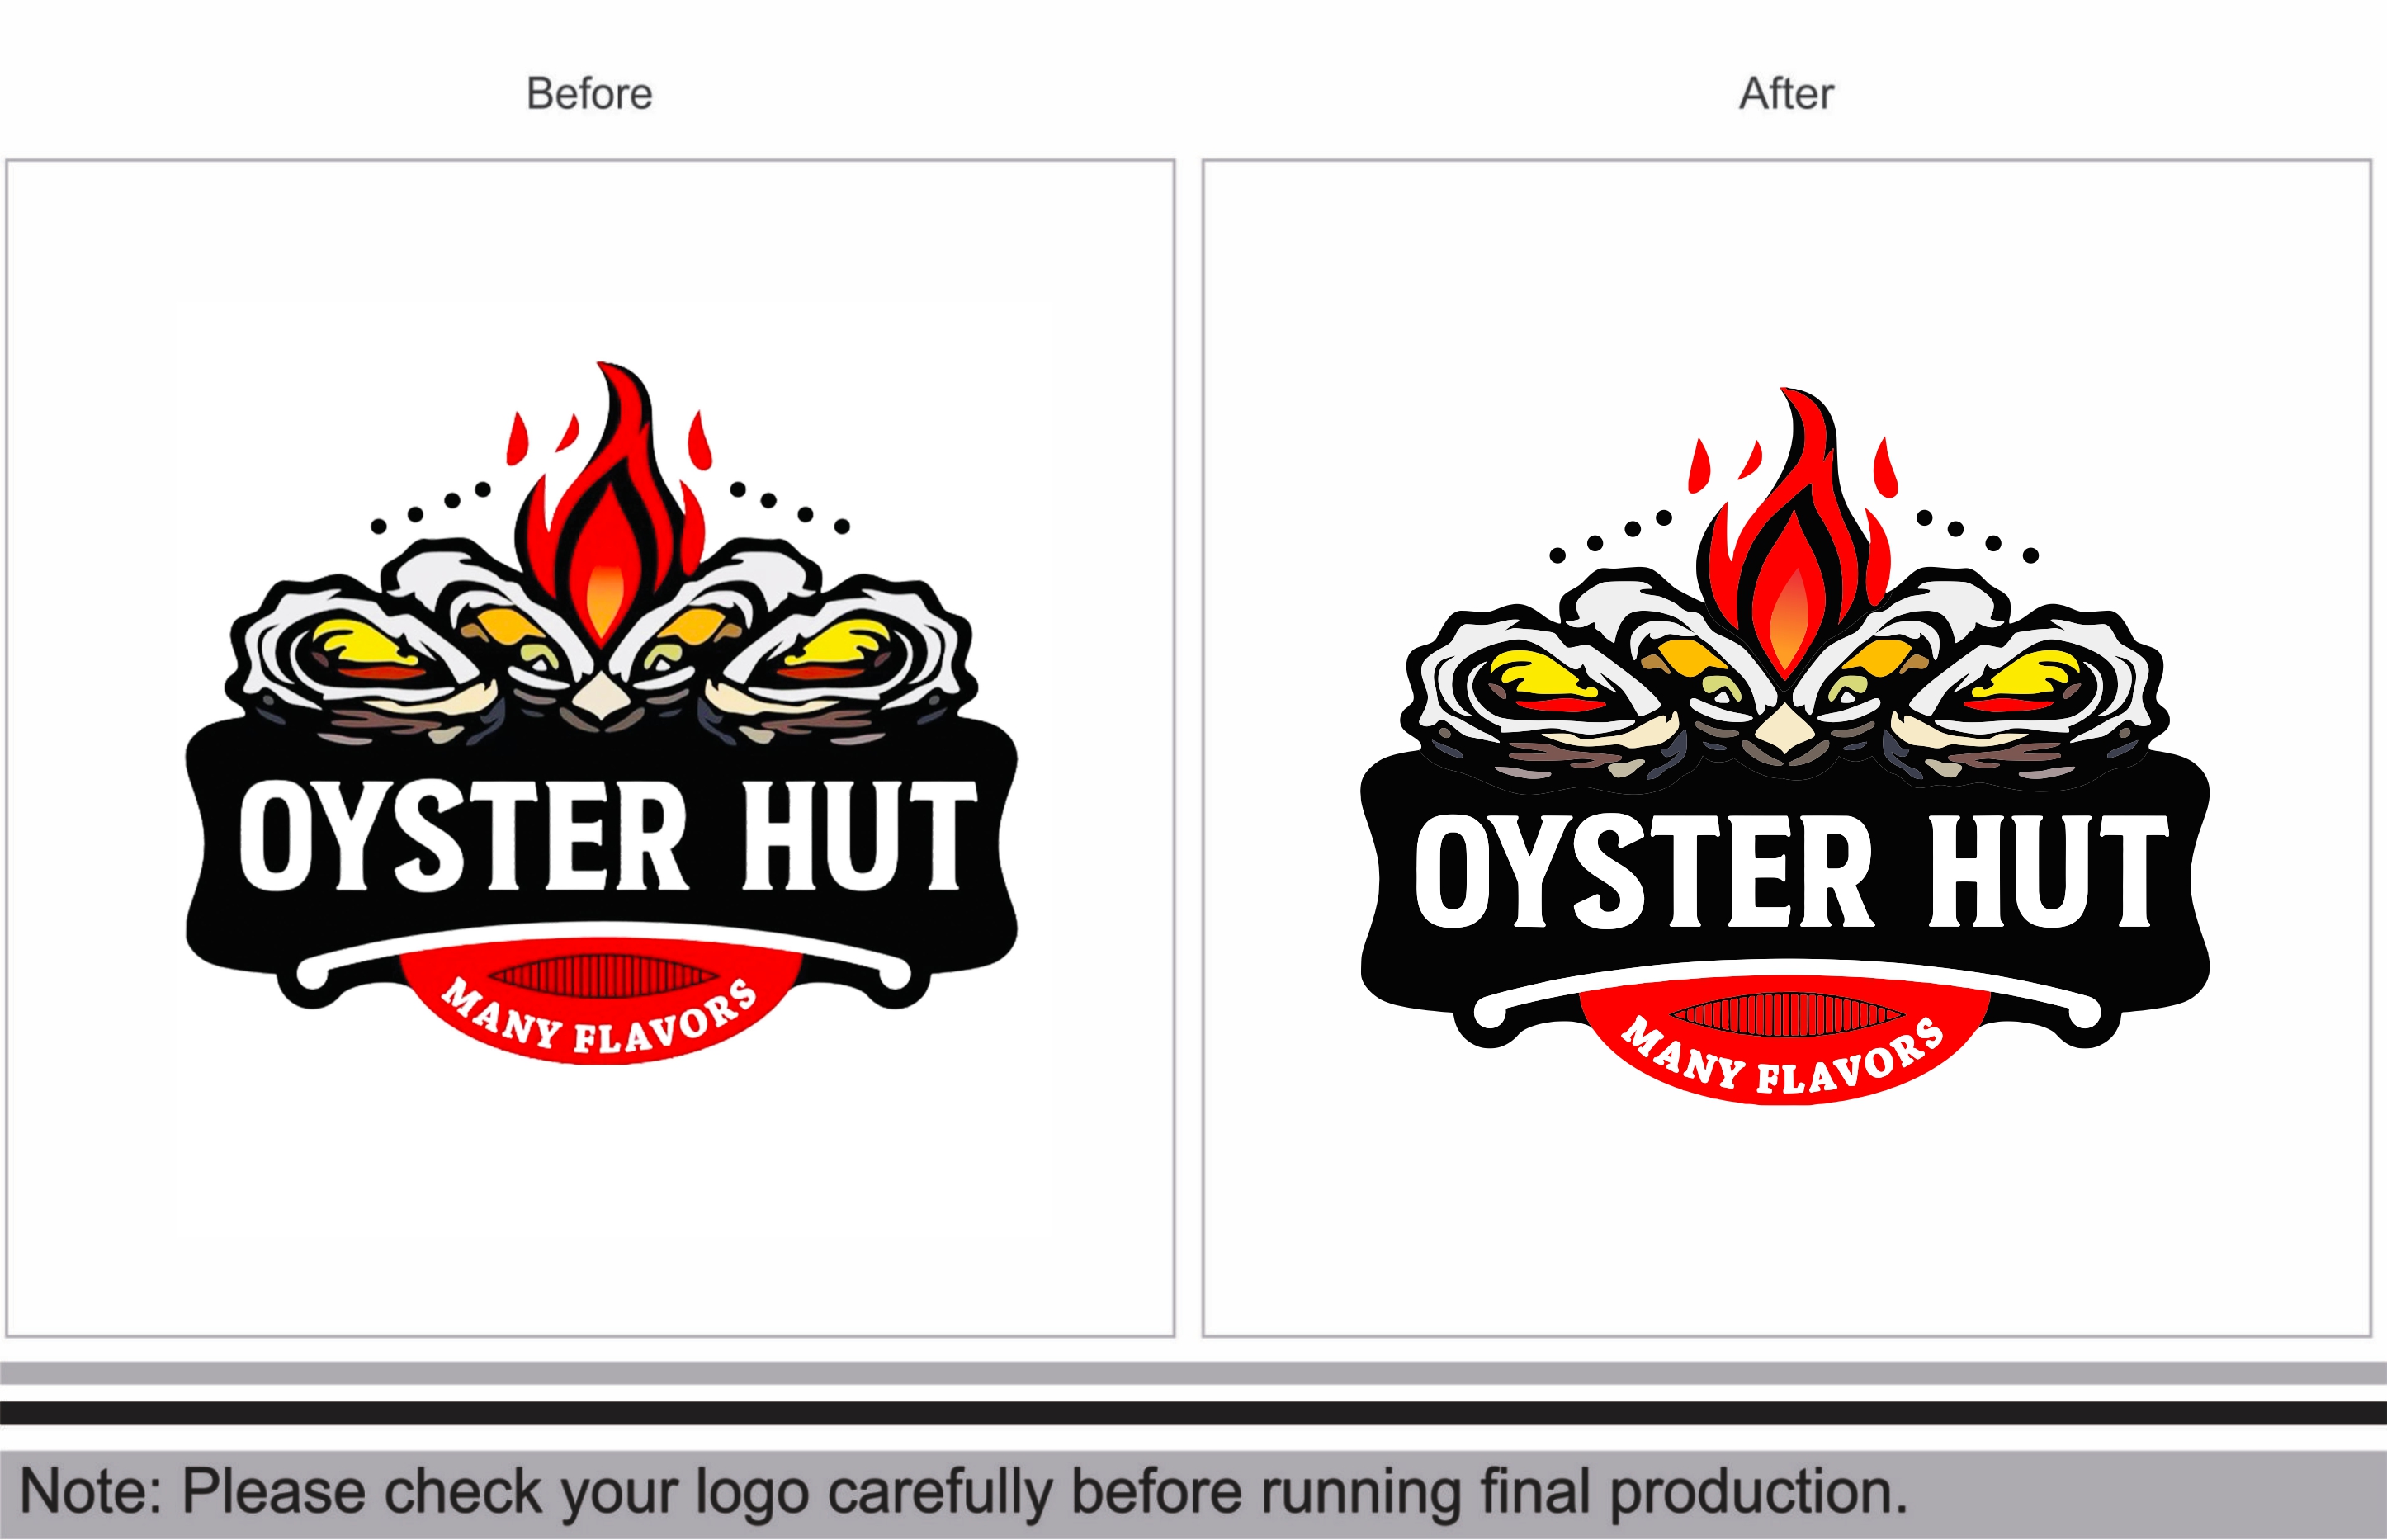 Before
After
OYSTER HUT
MANY FLAVORS
OYSTER HUT
MANY FLAVORS
Note: Please check your logo carefully before running final production.